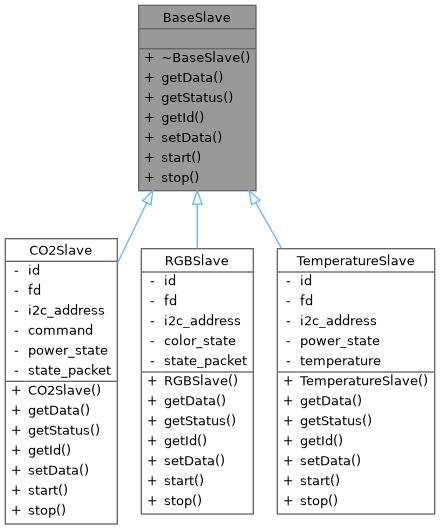 BaseSlave
+ ~BaseSlave()
+ getData()
+ getStatus()
+ getId()
+ setData()
+ start()
+ stop()
CO2Slave
- id
- fd
- i2c_address
- command
- power_state
- state_packet
+ CO2Slave()
+ getData()
+ getStatus()
+ getId()
+ setData()
+ start()
+ stop()
RGBSlave
- id
- fd
- i2c_address
- color_state
- state_packet
+ RGBSlave()
+ getData()
+ getStatus()
+ getId()
+ setData()
+ start()
+ stop()
TemperatureSlave
- id
- fd
- i2c_address
- power_state
- temperature
+ TemperatureSlave()
+ getData()
+ getStatus()
+ getId()
+ setData()
+ start()
+ stop()